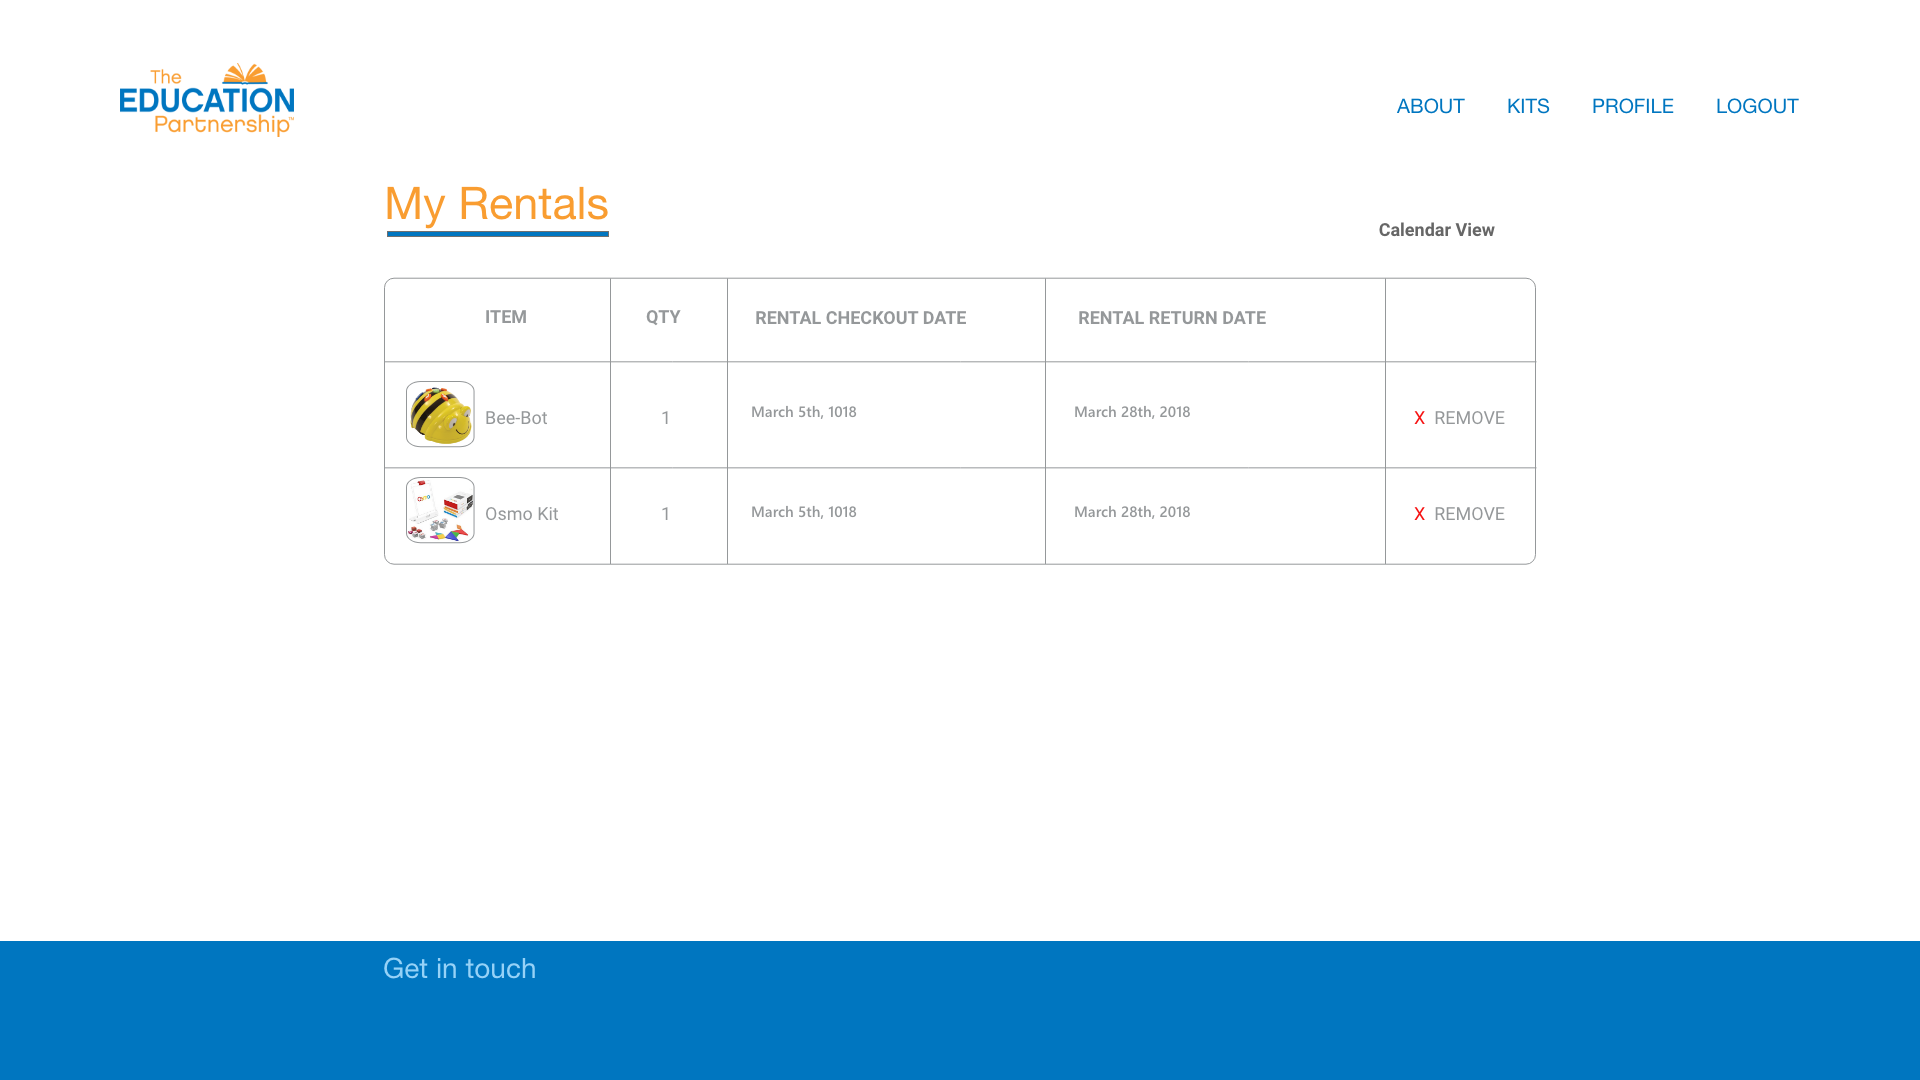 The
EDUCATION
Partnership™
ABOUT KITS PROFILE LOGOUT
My Rentals
Calendar View
ITEM QTY RENTAL CHECKOUT DATE RENTAL RETURN DATE
Bee-Bot 1 March 5th, 1018 March 28th, 2018 X REMOVE
Osmo Kit 1 March 5th, 1018 March 28th, 2018 X REMOVE
Get in touch